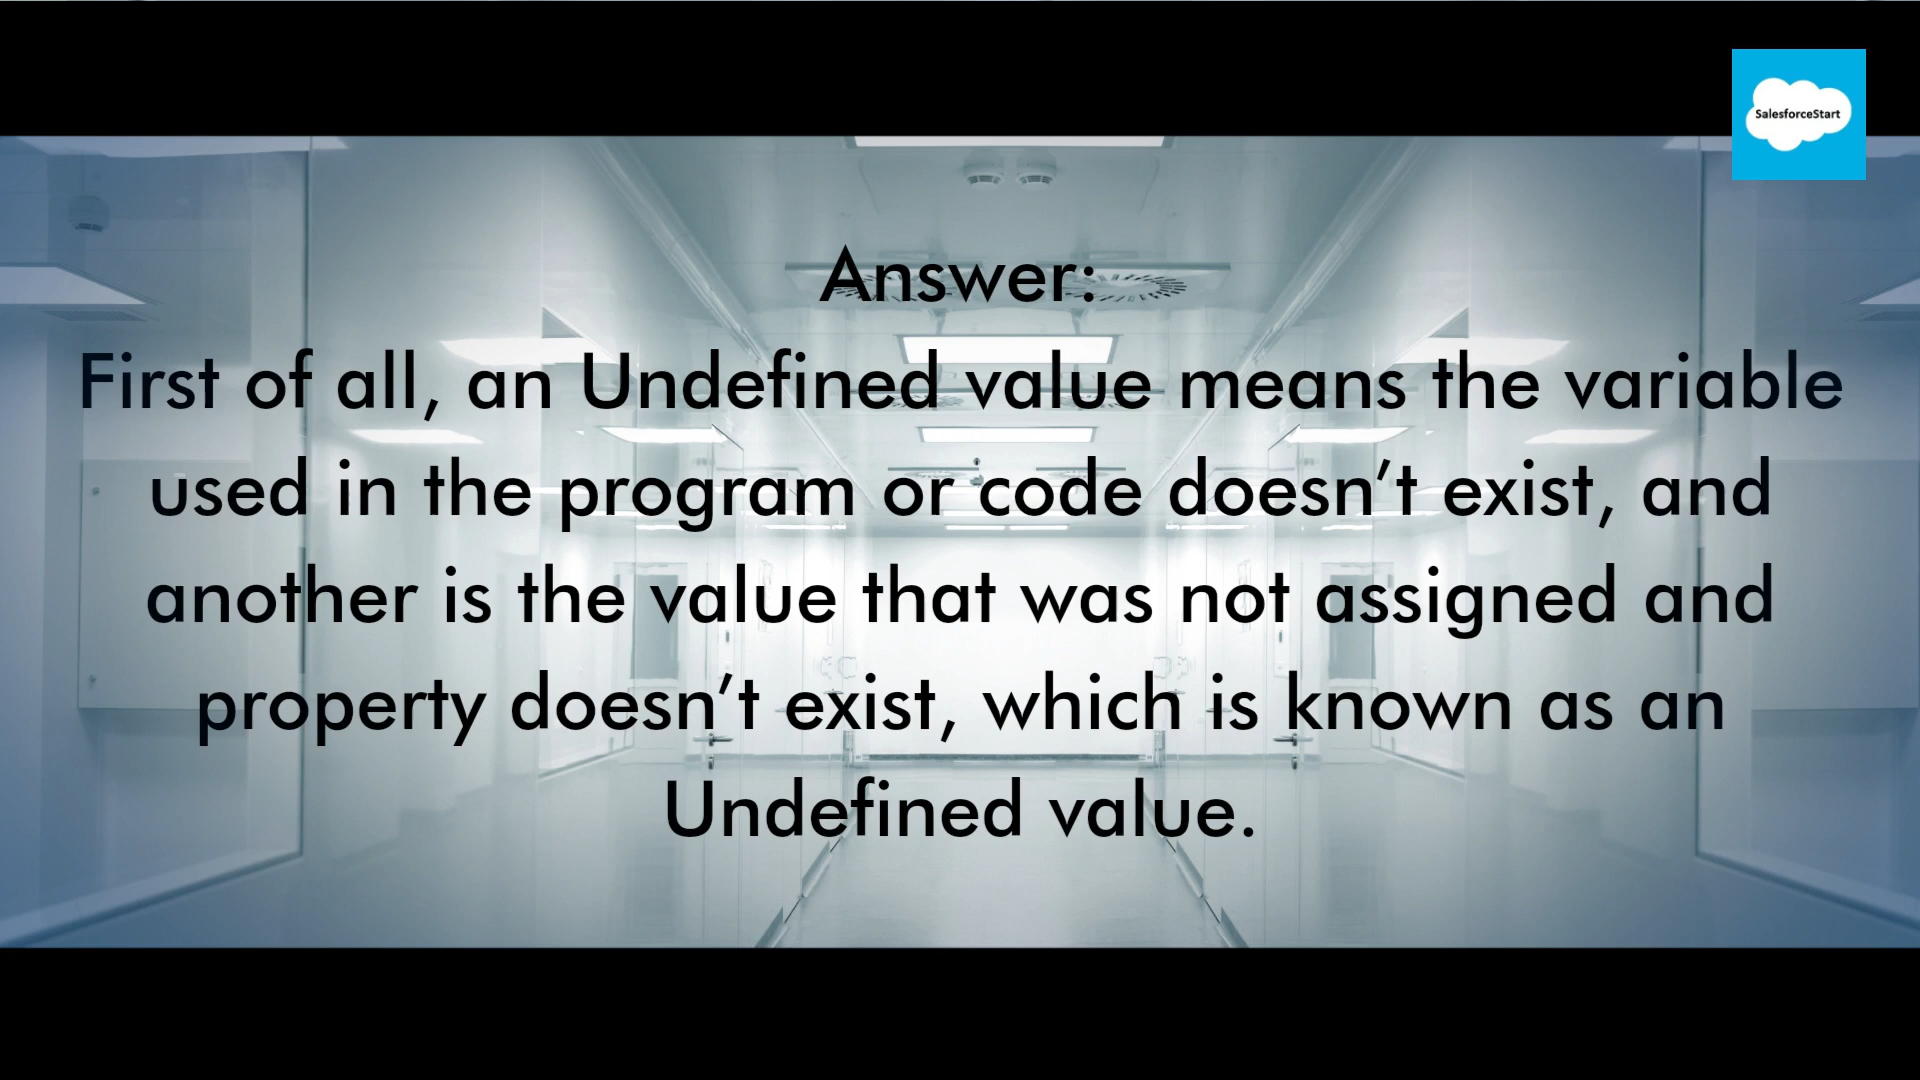 SalesforceStart
Answer:
First of all, an Undefined value means the variable
used in the program or code doesn’t exist, and
another is the value that was not assigned and
property doesn’t exist, which is known as an
Undefined value.